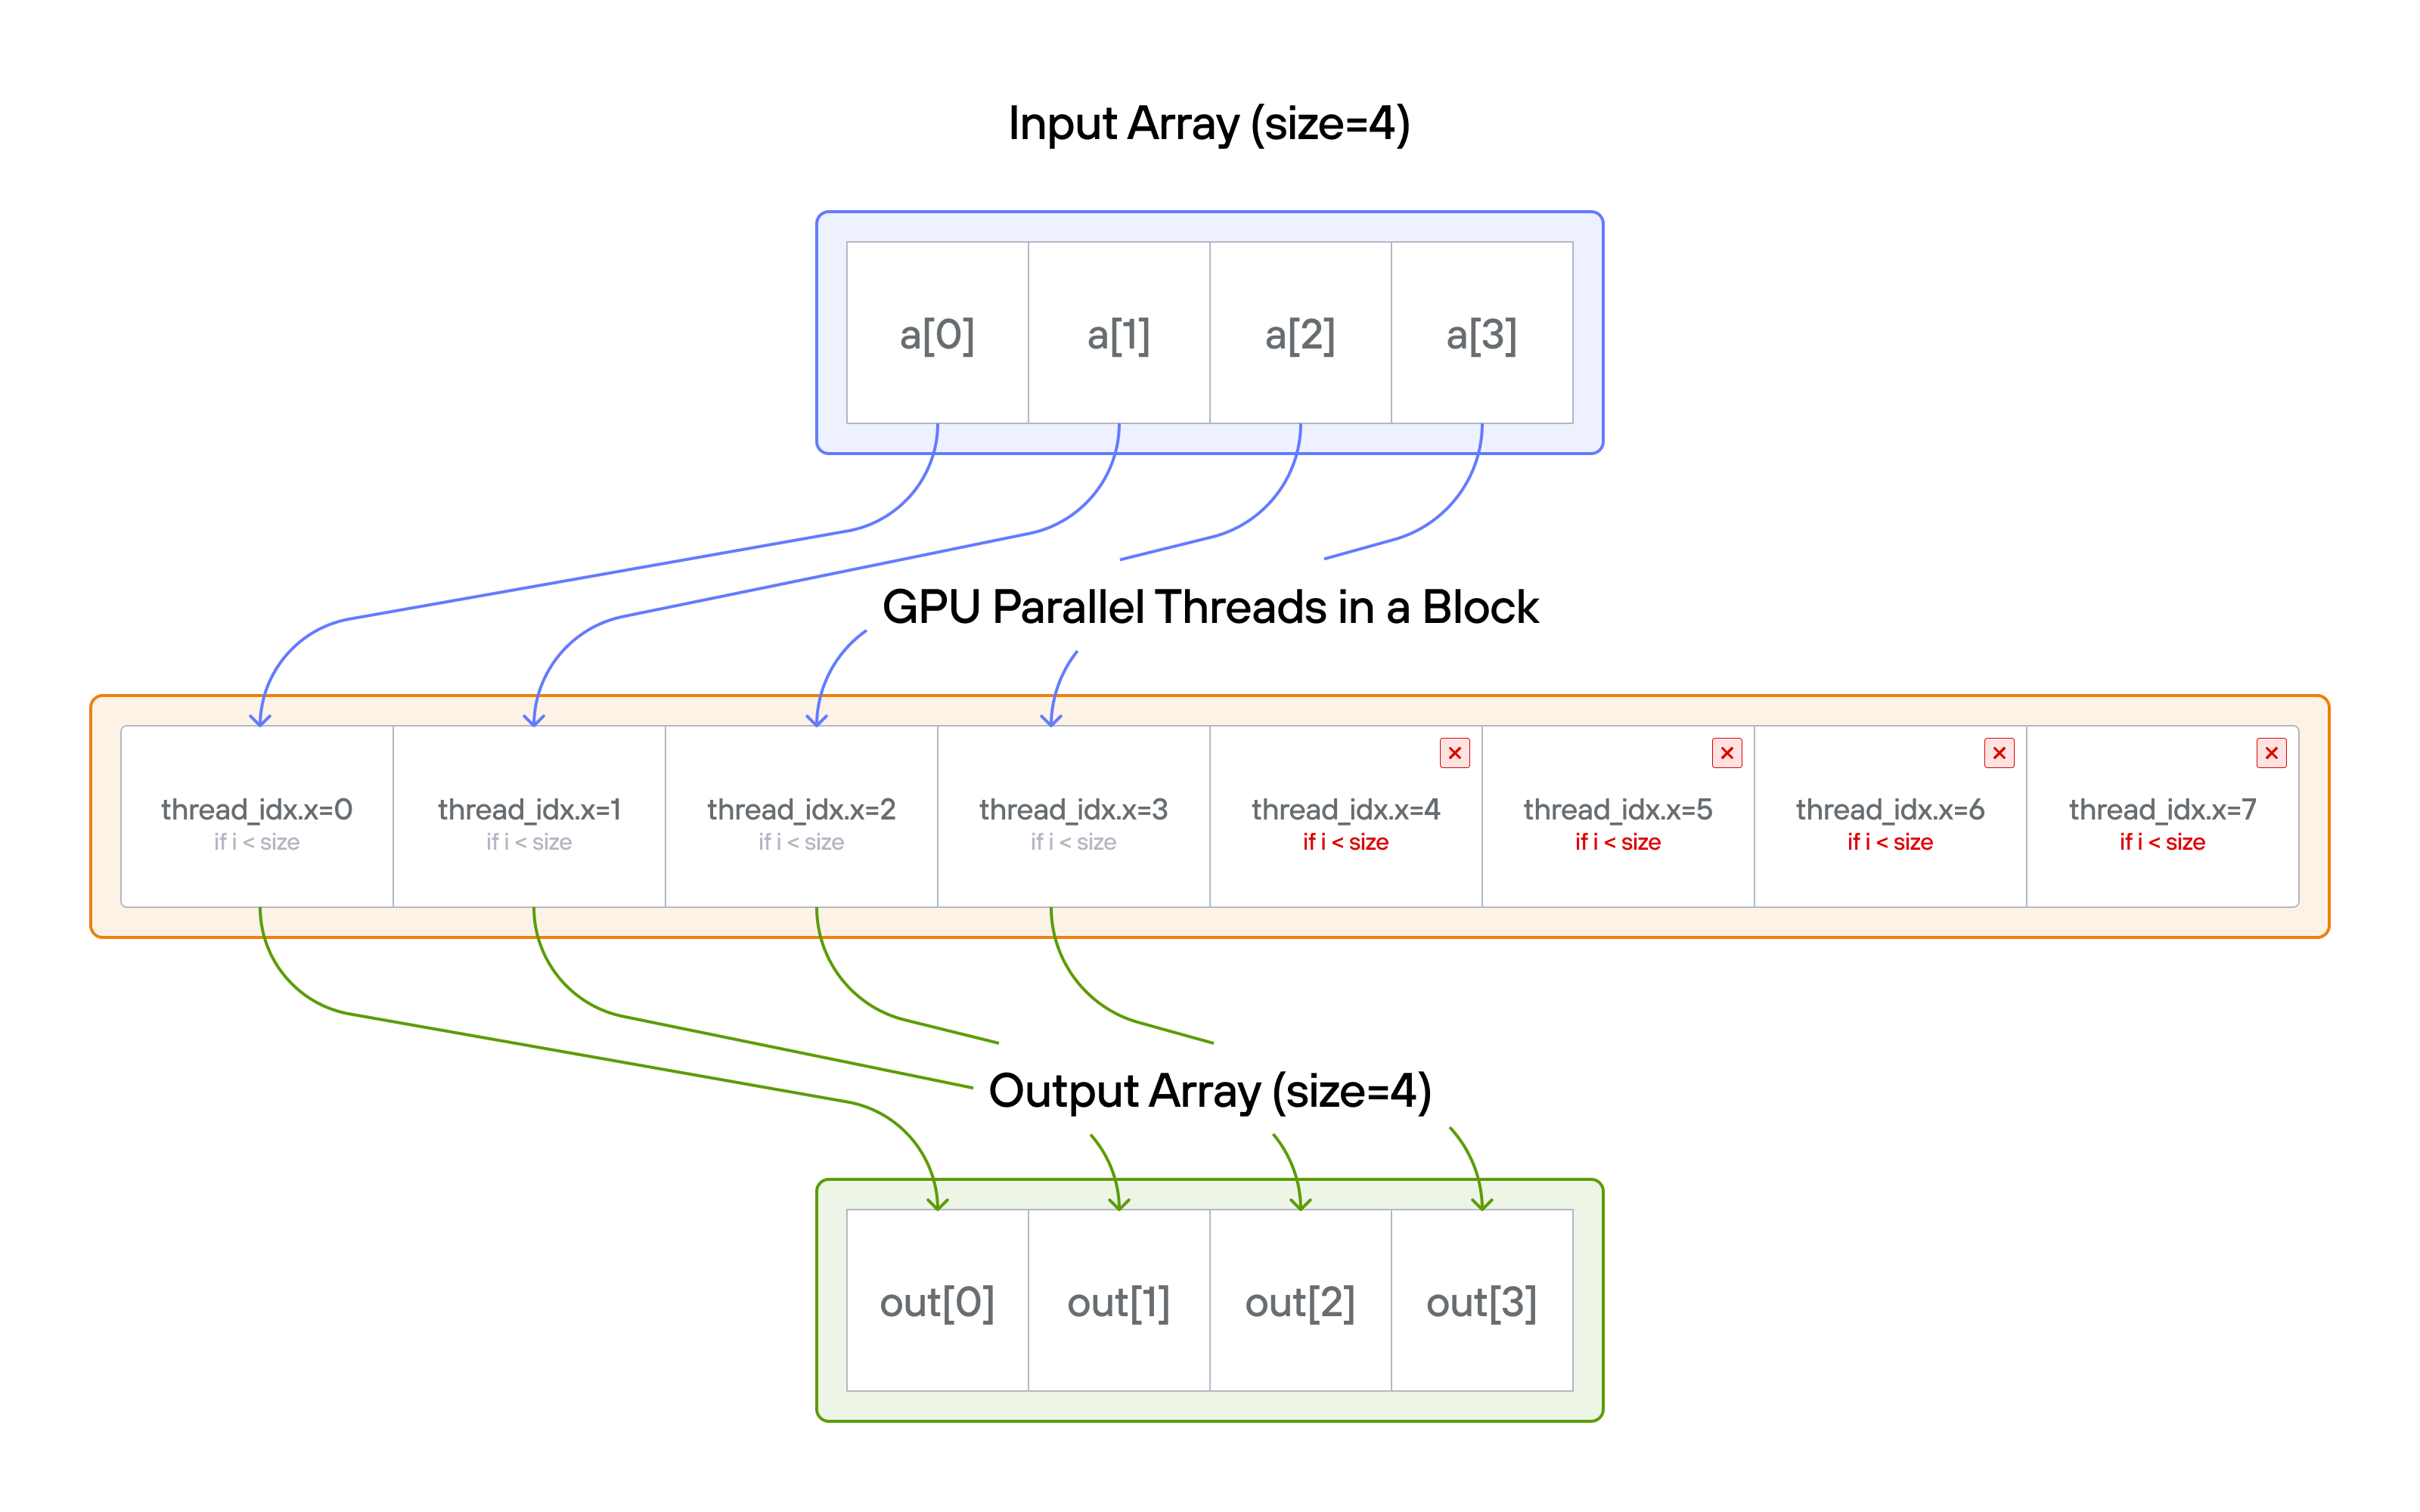 Input Array (size=4)
a[0] a[1] a[2] a[3]
GPU Parallel Threads in a Block
thread_idx.x=0 thread_idx.x=1 thread_idx.x=2 thread_idx.x=3 thread_idx.x=4 thread_idx.x=5 thread_idx.x=6 thread_idx.x=7
if i < size if i < size if i < size if i < size if i < size if i < size if i < size if i < size
Output Array (size=4)
out[0] out[1] out[2] out[3]